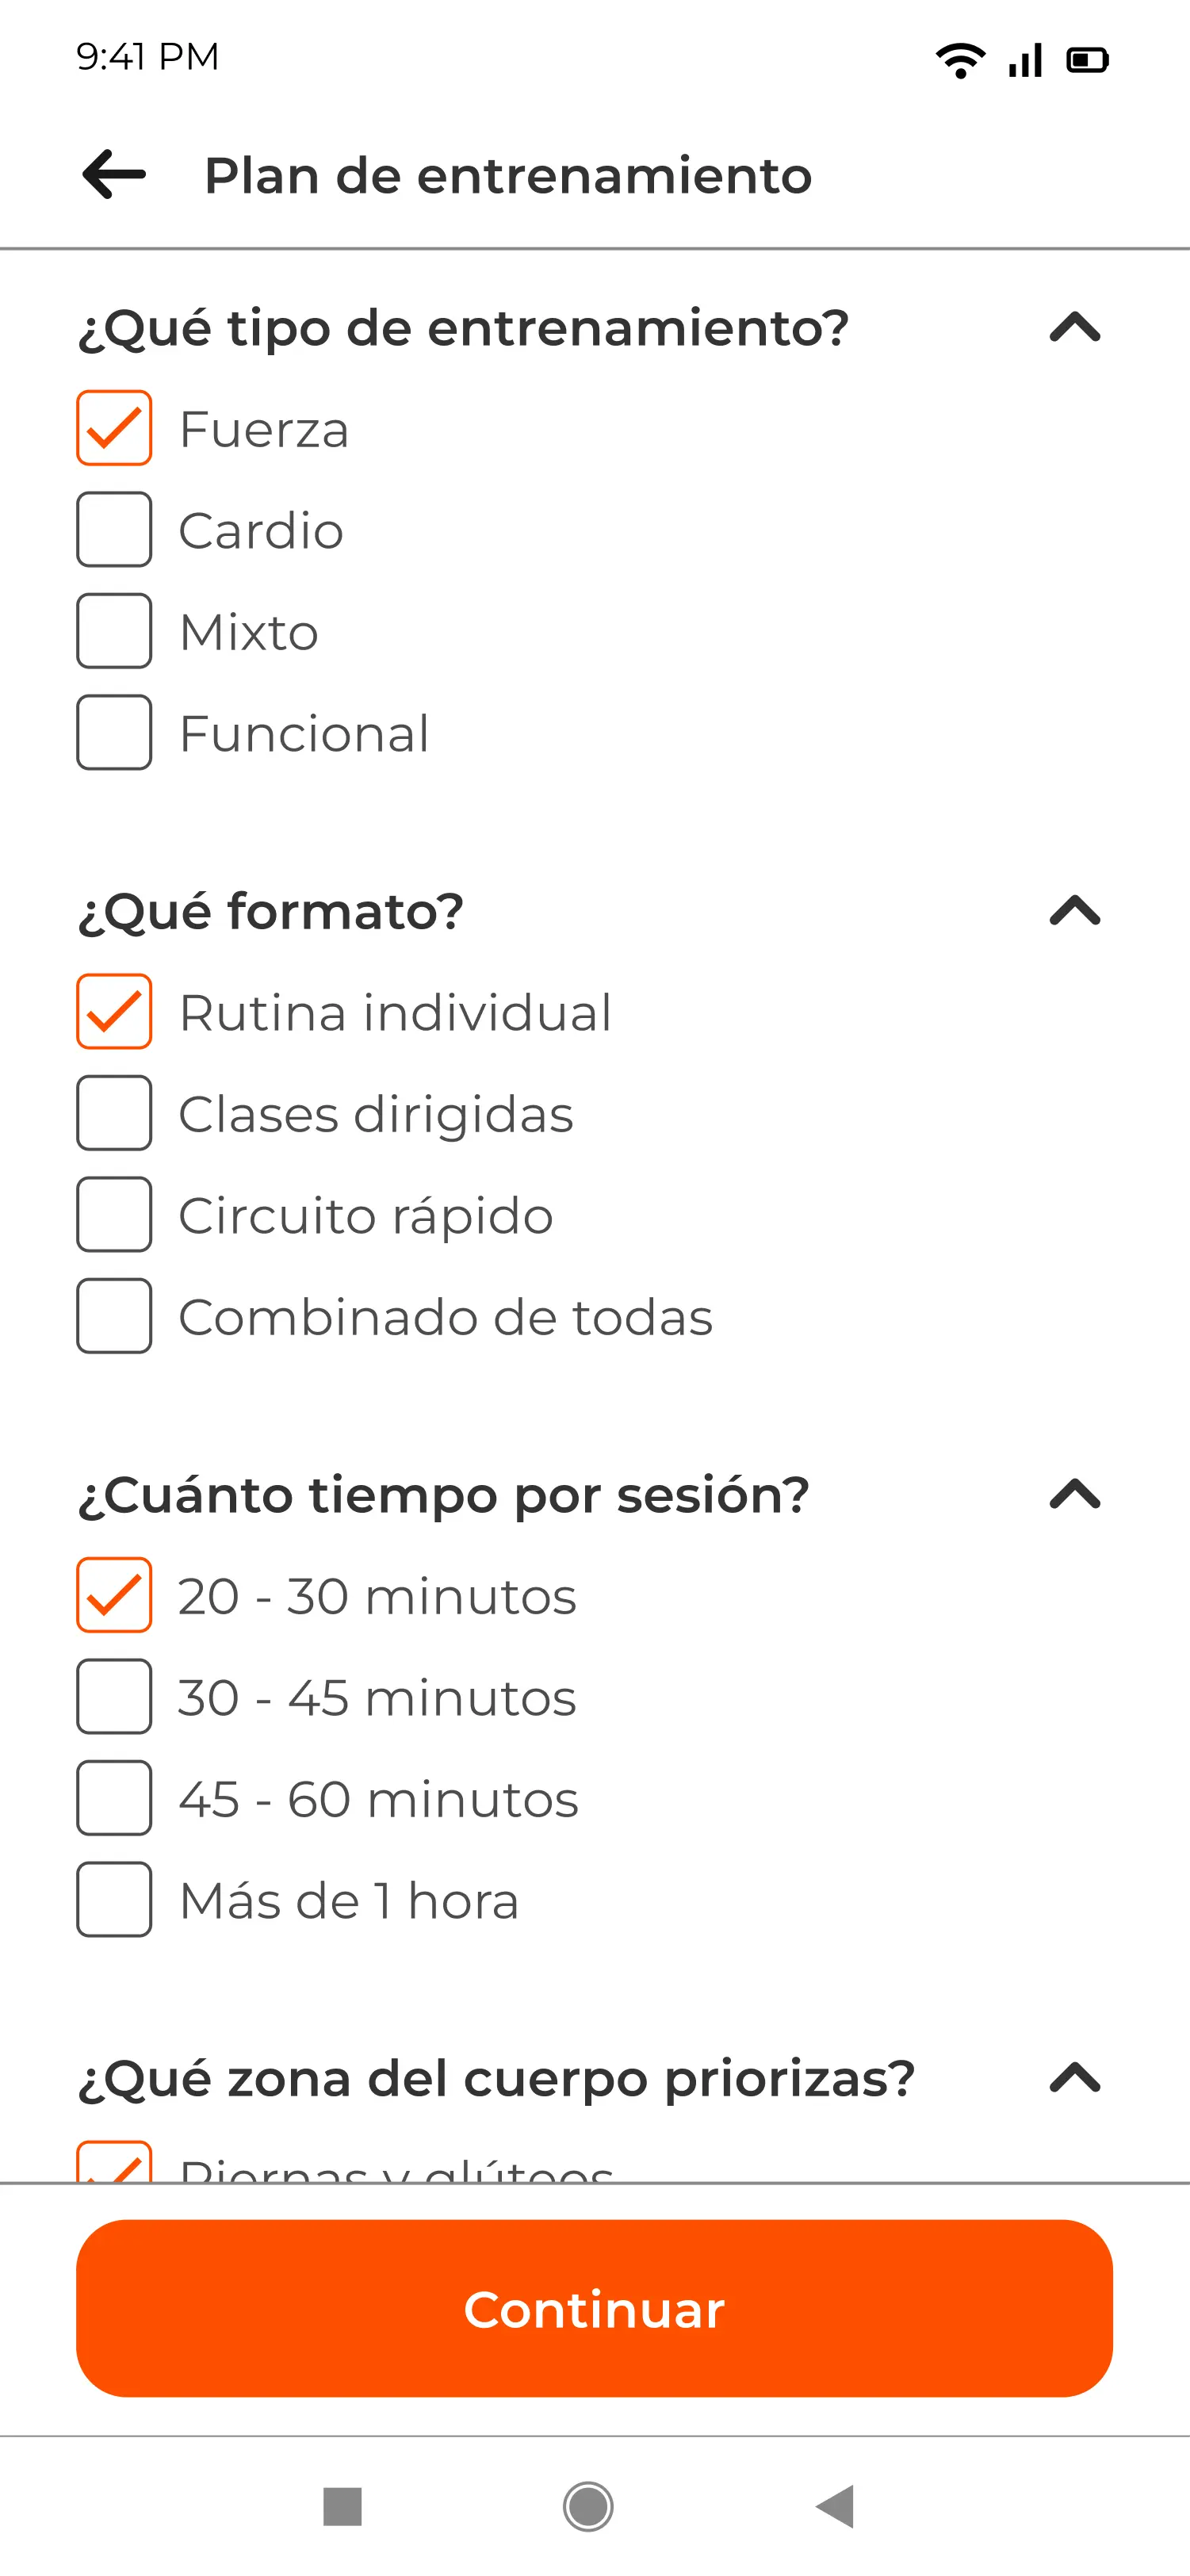 9:41 PM
Plan de entrenamiento
¿Qué tipo de entrenamiento?
Fuerza
Cardio
Mixto
Funcional
¿Qué formato?
Rutina individual
Clases dirigidas
Circuito rápido
Combinado de todas
¿Cuánto tiempo por sesión?
20 - 30 minutos
30 - 45 minutos
45 - 60 minutos
Más de 1 hora
¿Qué zona del cuerpo priorizas?
Piernas y glúteos
Continuar